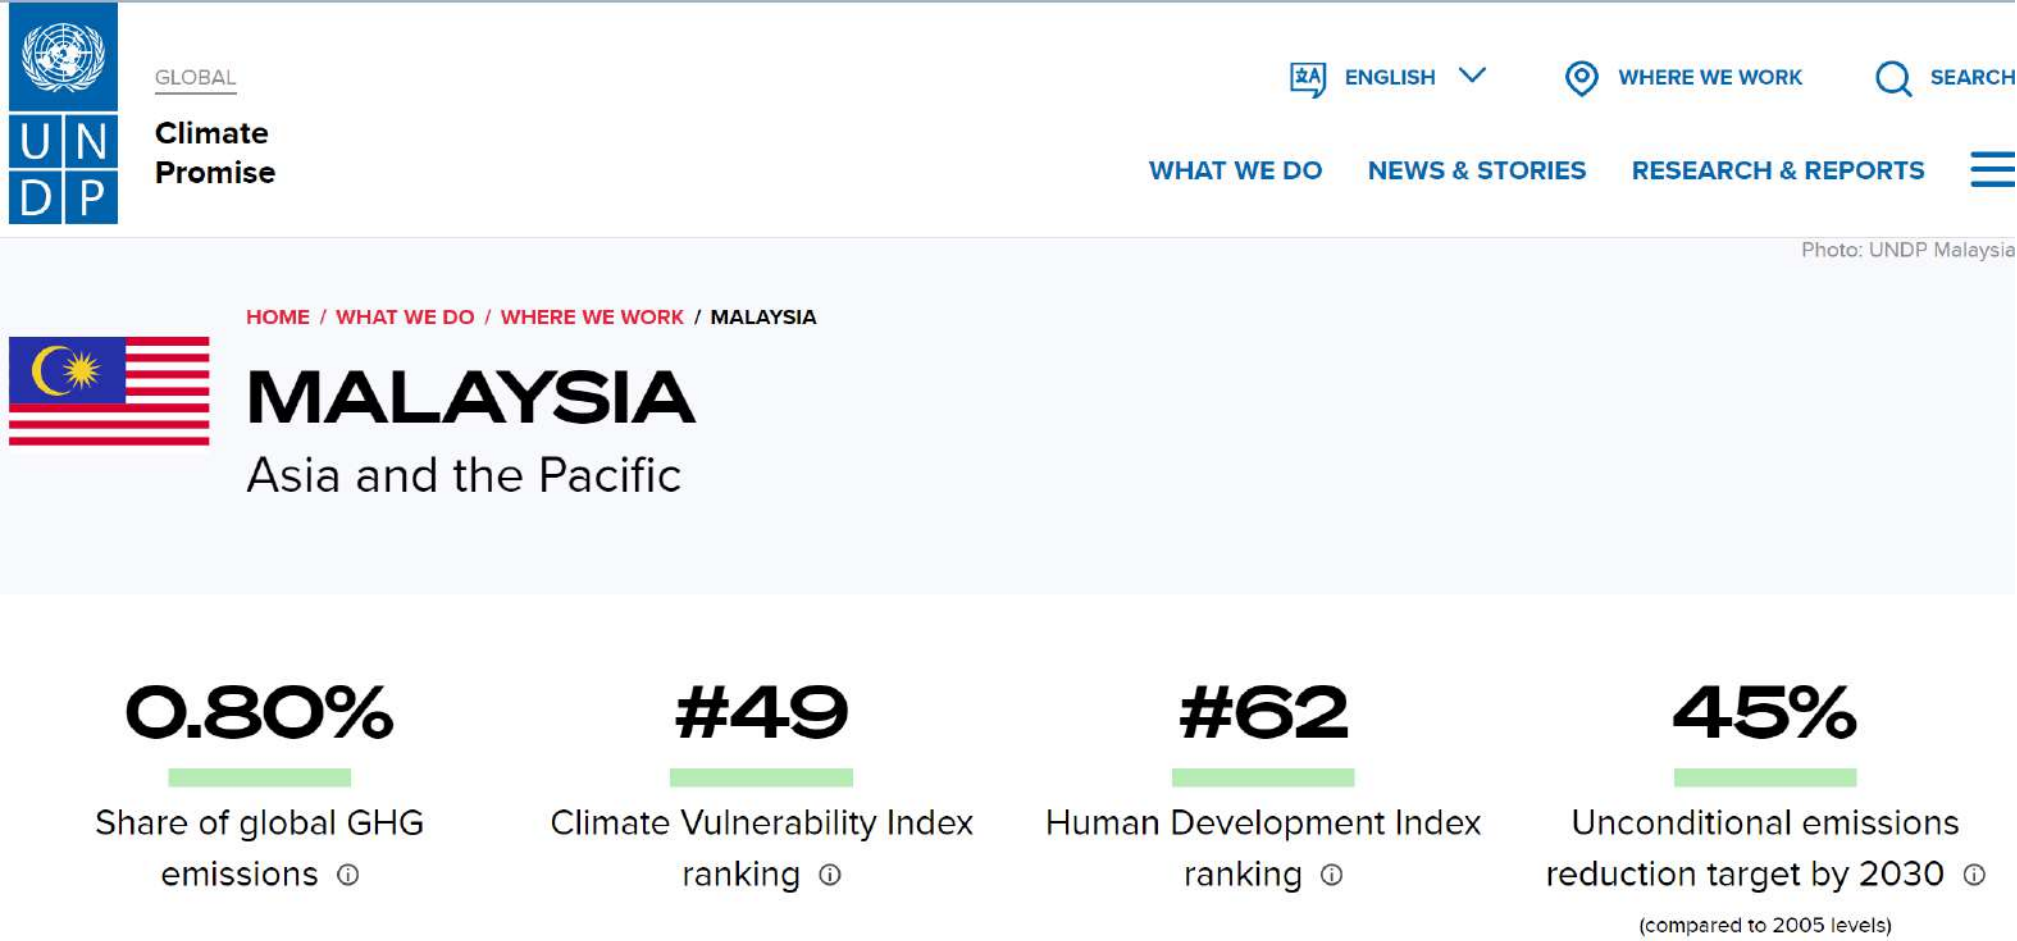 UN
DP
GLOBAL
Climate
Promise
ENGLISH
WHERE WE WORK
SEARCH
WHAT WE DO
NEWS & STORIES
RESEARCH & REPORTS
Photo: UNDP Malaysia
HOME / WHAT WE DO / WHERE WE WORK / MALAYSIA
MALAYSIA
Asia and the Pacific
0.80%
Share of global GHG
emissions
#49
Climate Vulnerability Index
ranking
#62
Human Development Index
ranking
45%
Unconditional emissions
reduction target by 2030
(compared to 2005 levels)